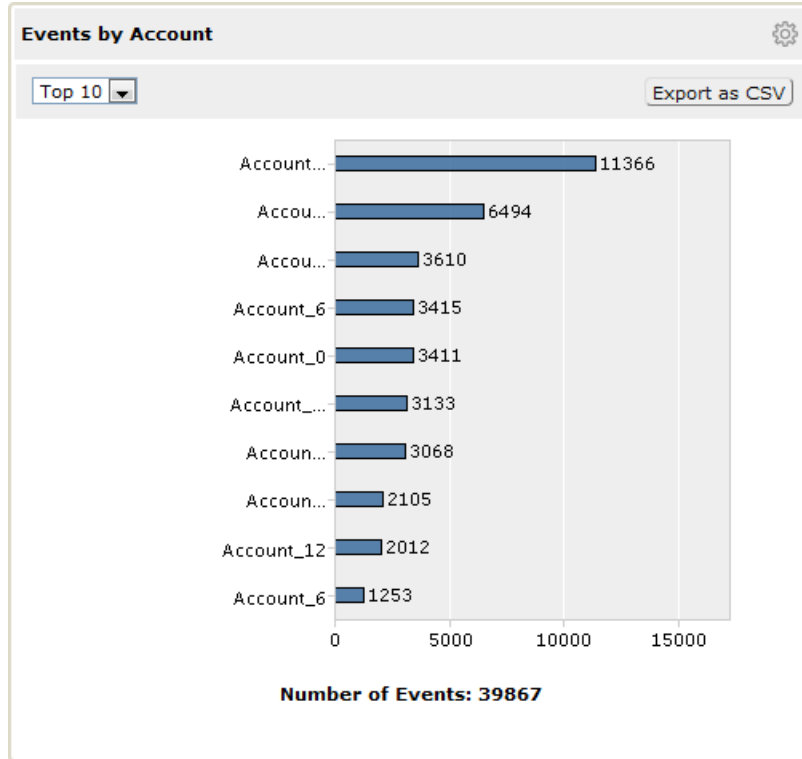 Events by Account
Top 10
Export as CSV
Account... 11366
Accou... 6494
Accou... 3610
Account_6 3415
Account_0 3411
Account_... 3133
Accoun... 3068
Accoun... 2105
Account_12 2012
Account_6 1253
0 5000 10000 15000
Number of Events: 39867